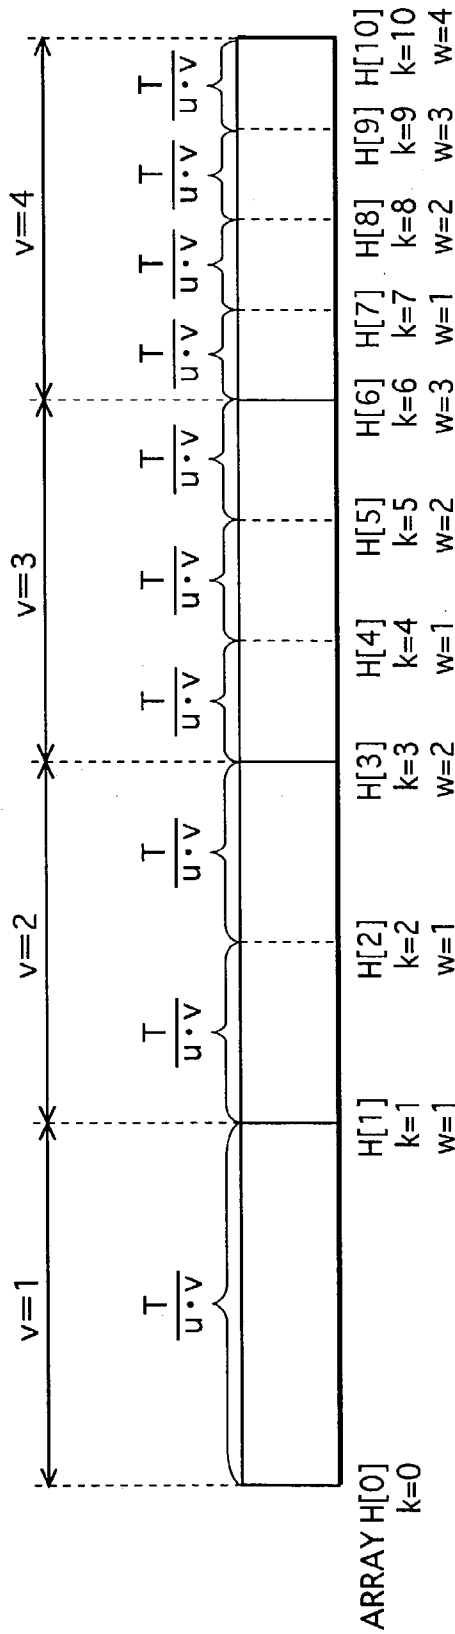 v=1 v=2 v=3 v=4
T T T T T T T T T T
u·v u·v u·v u·v u·v u·v u·v u·v u·v u·v
ARRAY H[0] H[1] H[2] H[3] H[4] H[5] H[6] H[7] H[8] H[9] H[10]
k=0 k=1 k=2 k=3 k=4 k=5 k=6 k=7 k=8 k=9 k=10
w=1 w=1 w=2 w=1 w=2 w=3 w=1 w=2 w=3 w=4